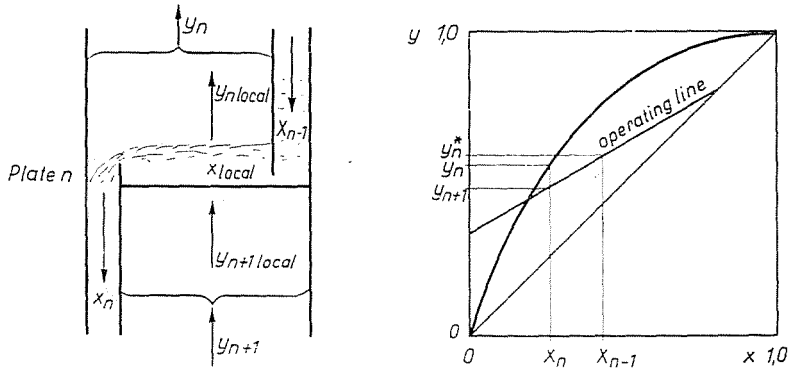 yn
yn local
Xn-1
Plate n
xlocal
yn+1 local
xn
yn+1
y 1,0
operating line
yn*
yn
yn+1
0
0 xn Xn-1 x 1,0